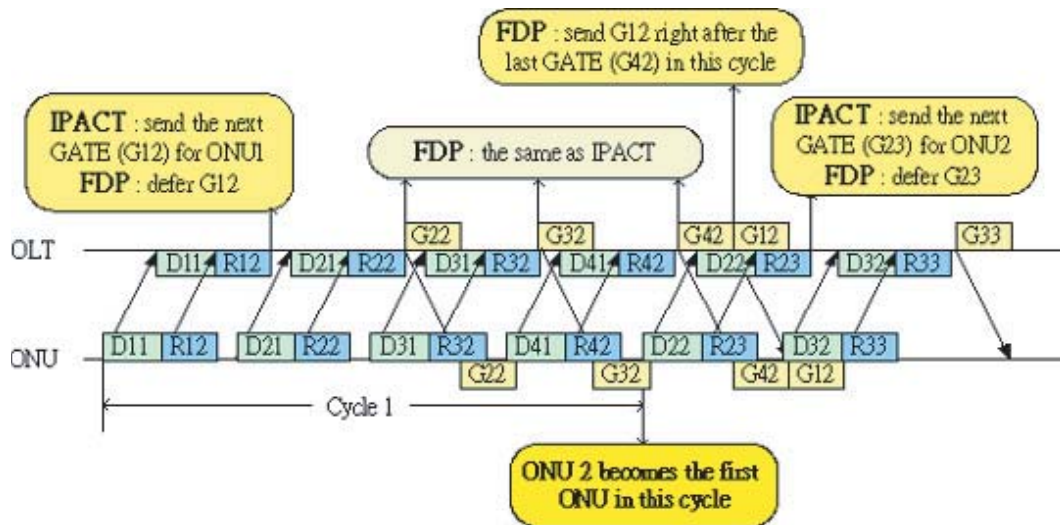 FDP : send G12 right after the
last GATE (G42) in this cycle
IPACT : send the next
GATE (G12) for ONU1
FDP : defer G12
FDP : the same as IPACT
IPACT : send the next
GATE (G23) for ONU2
FDP : defer G23
G22 G32 G42 G12 G33
OLT
D11 R12 D21 R22 D31 R32 D41 R42 D22 R23 D32 R33
D11 R12 D21 R22 D31 R32 D41 R42 D22 R23 D32 R33
ONU
G22 G32 G42 G12
Cycle 1
ONU 2 becomes the first
ONU in this cycle